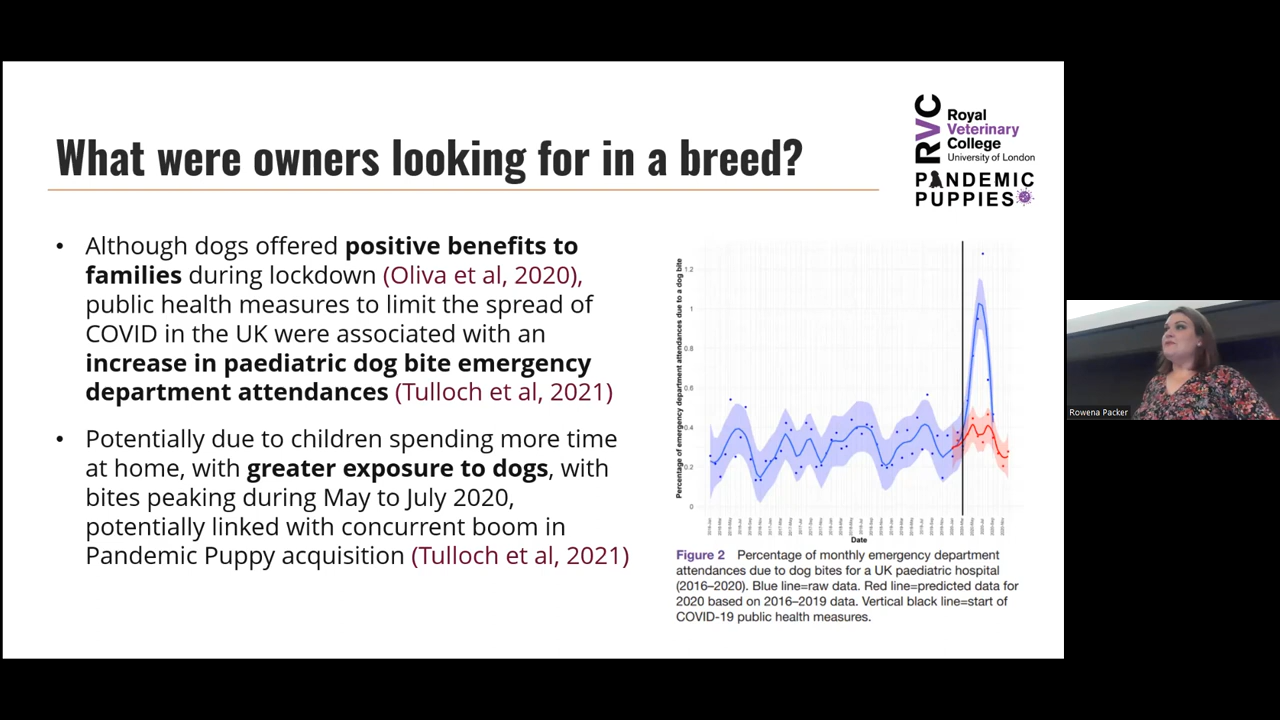 What were owners looking for in a breed?
RVC
Royal
Veterinary
College
University of London
PANDEMIC
PUPPIES
• Although dogs offered positive benefits to
families during lockdown (Oliva et al, 2020),
public health measures to limit the spread of
COVID in the UK were associated with an
increase in paediatric dog bite emergency
department attendances (Tulloch et al, 2021)
• Potentially due to children spending more time
at home, with greater exposure to dogs, with
bites peaking during May to July 2020,
potentially linked with concurrent boom in
Pandemic Puppy acquisition (Tulloch et al, 2021)
Percentage of emergency department attendances due to a dog bite
1.2
1
0.8
0.6
0.4
0.2
0
Date
Figure 2 Percentage of monthly emergency department
attendances due to dog bites for a UK paediatric hospital
(2016–2020). Blue line=raw data. Red line=predicted data for
2020 based on 2016–2019 data. Vertical black line=start of
COVID-19 public health measures.
Rowena Packer